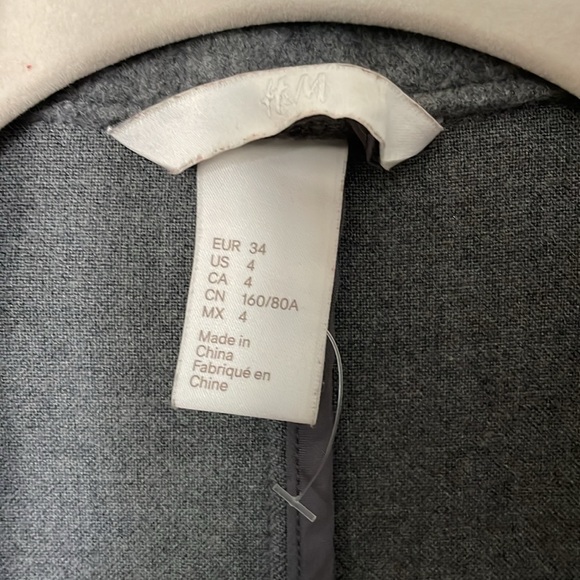 H&M
EUR 34
US 4
CA 4
CN 160/80A
MX 4
Made in
China
Fabriqué en
Chine